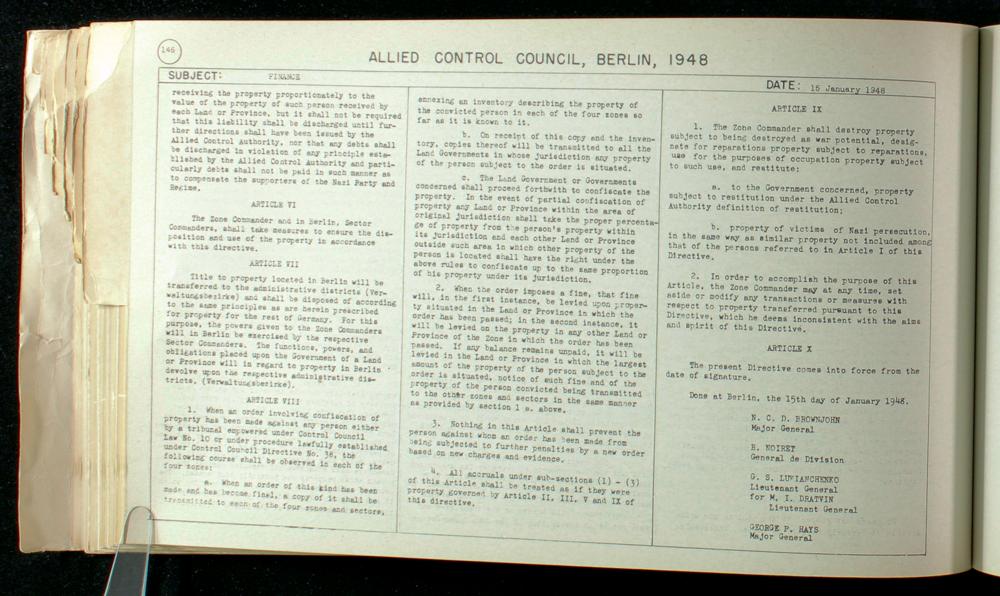 146
ALLIED CONTROL COUNCIL, BERLIN, 1948
SUBJECT: FINANCE
DATE: 15 January 1948
receiving the property proportionately to the
value of the property of such person received by
each Land or Province, but it shall not be required
that this liability shall be discharged until fur-
ther directions shall have been issued by the
Allied Control Authority, nor that any debts shall
be discharged in violation of any principle esta-
blished by the Allied Control Authority and parti-
cularly debts shall not be paid in such manner as
to compensate the supporters of the Nazi Party and
Regime.
ARTICLE VI
The Zone Commander and in Berlin, Sector
Commanders, shall take measures to ensure the dis-
position and use of the property in accordance
with this directive.
ARTICLE VII
Title to property located in Berlin will be
transferred to the administrative districts (Ver-
waltungsbezirke) and shall be disposed of according
to the same principles as are herein prescribed
for property for the rest of Germany. For this
purpose, the powers given to the Zone Commanders
will in Berlin be exercised by the respective
Sector Commanders. The functions, powers, and
obligations placed upon the Government of a Land
or Province will in regard to property in Berlin
devolve upon the respective administrative dis-
tricts. (Verwaltungsbezirke).
ARTICLE VIII
1. When an order involving confiscation of
property has been made against any person either
by a tribunal empowered under Control Council
Law No. 10 or under procedure lawfully established
under Control Council Directive No. 38, the
following course shall be observed in each of the
four zones:
a. When an order of this kind has been
made and has become final, a copy of it shall be
transmitted to each of the four zones and sectors,
annexing an inventory describing the property of
the convicted person in each of the four zones so
far as it is known to it.
b. On receipt of this copy and the inven-
tory, copies thereof will be transmitted to all the
Land Governments in whose jurisdiction any property
of the person subject to the order is situated.
c. The Land Government or Governments
concerned shall proceed forthwith to confiscate the
property. In the event of partial confiscation of
property any Land or Province within the area of
original jurisdiction shall take the proper percenta-
ge of property from the person's property within
its jurisdiction and each other Land or Province
outside such area in which other property of the
person is located shall have the right under the
above rules to confiscate up to the same proportion
of his property under its jurisdiction.
2. When the order imposes a fine, that fine
will, in the first instance, be levied upon proper-
ty situated in the Land or Province in which the
order has been passed; in the second instance, it
will be levied on the property in any other Land or
Province of the Zone in which the order has been
passed. If any balance remains unpaid, it will be
levied in the Land or Province in which the largest
amount of the property of the person subject to the
order is situated, notice of such fine and of the
property of the person convicted being transmitted
to the other zones and sectors in the same manner
as provided by section 1 a. above.
3. Nothing in this Article shall prevent the
person against whom an order has been made from
being subjected to further penalties by a new order
based on new charges and evidence.
4. All accruals under sub-sections (1) - (3)
of this Article shall be treated as if they were
property governed by Article II, III, V and IX of
this directive.
ARTICLE IX
1. The Zone Commander shall destroy property
subject to being destroyed as war potential, desig-
nate for reparations property subject to reparations,
use for the purposes of occupation property subject
to such use, and restitute:
a. to the Government concerned, property
subject to restitution under the Allied Control
Authority definition of restitution;
b. property of victims of Nazi persecution,
in the same way as similar property not included among
that of the persons referred to in Article I of this
Directive.
2. In order to accomplish the purpose of this
Article, the Zone Commander may at any time, set
aside or modify any transactions or measures with
respect to property transferred pursuant to this
Directive, which he deems inconsistent with the aims
and spirit of this Directive.
ARTICLE X
The present Directive comes into force from the
date of signature.
Done at Berlin, the 15th day of January 1948.
N. C. D. BROWNJOHN
Major General
R. NOIRET
General de Division
G. S. LUKIANCHENKO
Lieutenant General
for M. I. DRATVIN
Lieutenant General
GEORGE P. HAYS
Major General